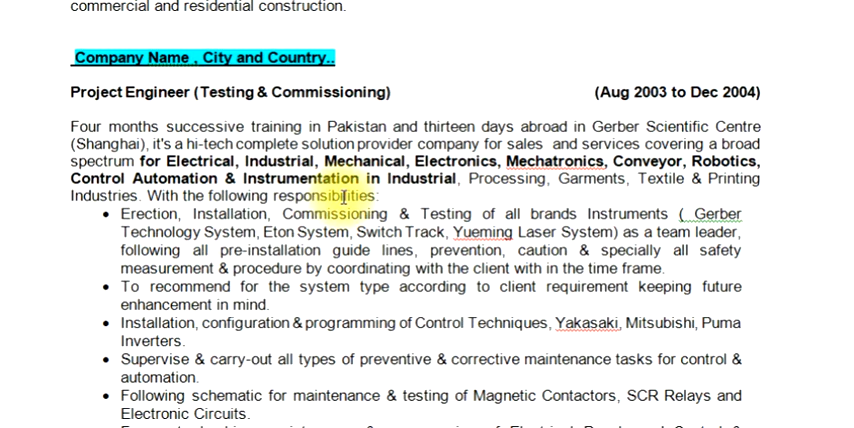 commercial and residential construction.
Company Name , City and Country..
Project Engineer ( Testing & Commissioning) (Aug 2003 to Dec 2004)
Four months successive training in Pakistan and thirteen days abroad in Gerber Scientific Centre
(Shanghai), it's a hi-tech complete solution provider company for sales and services covering a broad
spectrum for Electrical, Industrial, Mechanical, Electronics, Mechatronics, Conveyor, Robotics,
Control Automation & Instrumentation in Industrial, Processing, Garments, Textile & Printing
Industries. With the following responsibilities:
• Erection, Installation, Commissioning & Testing of all brands Instruments ( Gerber
Technology System, Eton System, Switch Track, Yueming Laser System) as a team leader,
following all pre-installation guide lines, prevention, caution & specially all safety
measurement & procedure by coordinating with the client with in the time frame.
• To recommend for the system type according to client requirement keeping future
enhancement in mind.
• Installation, configuration & programming of Control Techniques, Yakasaki, Mitsubishi, Puma
Inverters.
• Supervise & carry-out all types of preventive & corrective maintenance tasks for control &
automation.
• Following schematic for maintenance & testing of Magnetic Contactors, SCR Relays and
Electronic Circuits.